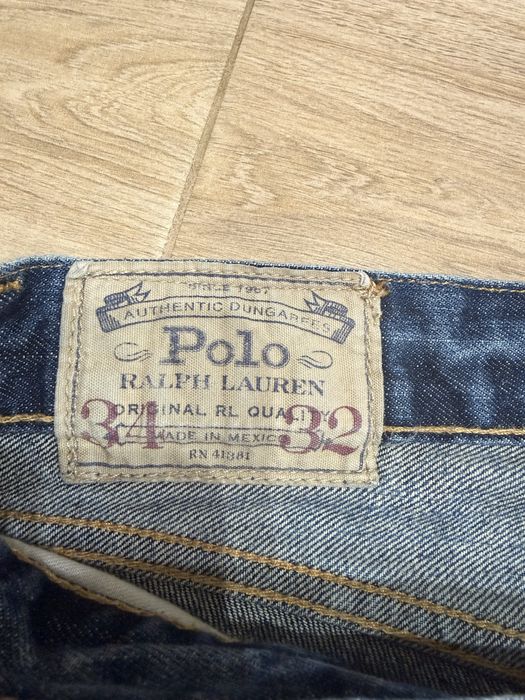 SINCE 1967
AUTHENTIC DUNGAREES
Polo
RALPH LAUREN
ORIGINAL RL QUALITY
34 32
MADE IN MEXICO
RN 41381